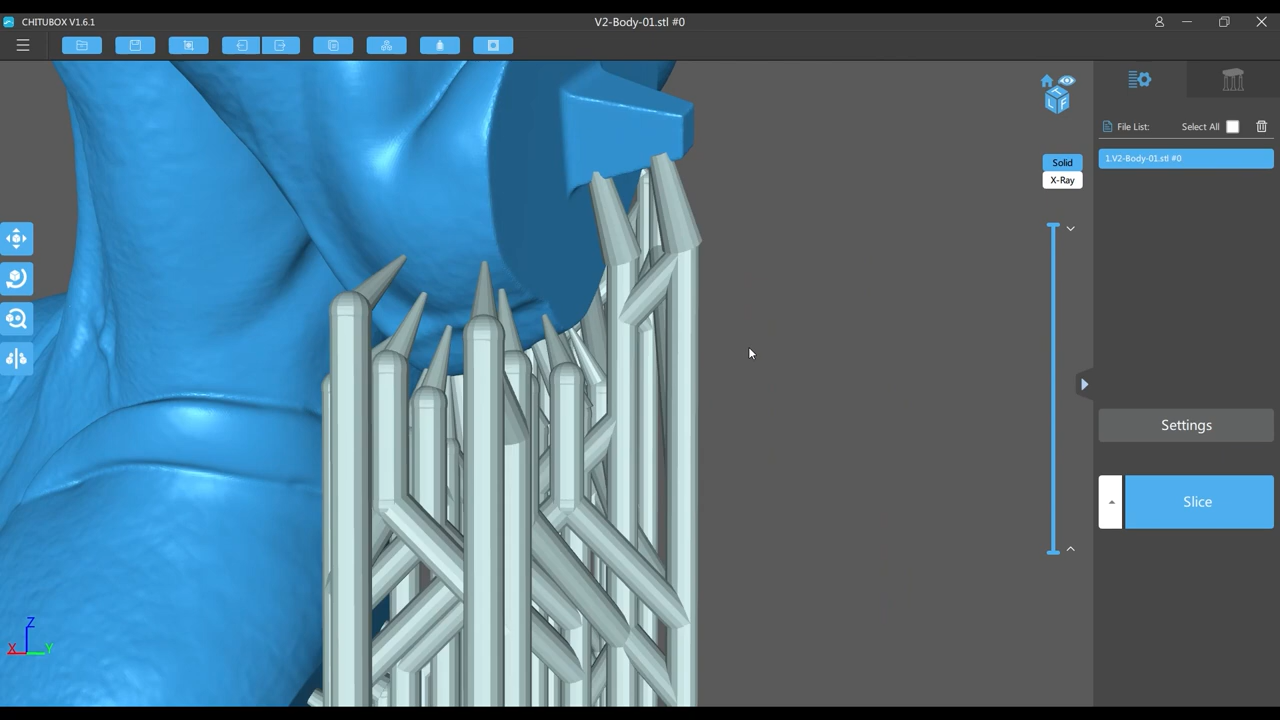 CHITUBOX V1.6.1
V2-Body-01.stl #0
T
L F
File List:
Select All
Solid
1.V2-Body-01.stl #0
X-Ray
Settings
Slice
Z
X
Y